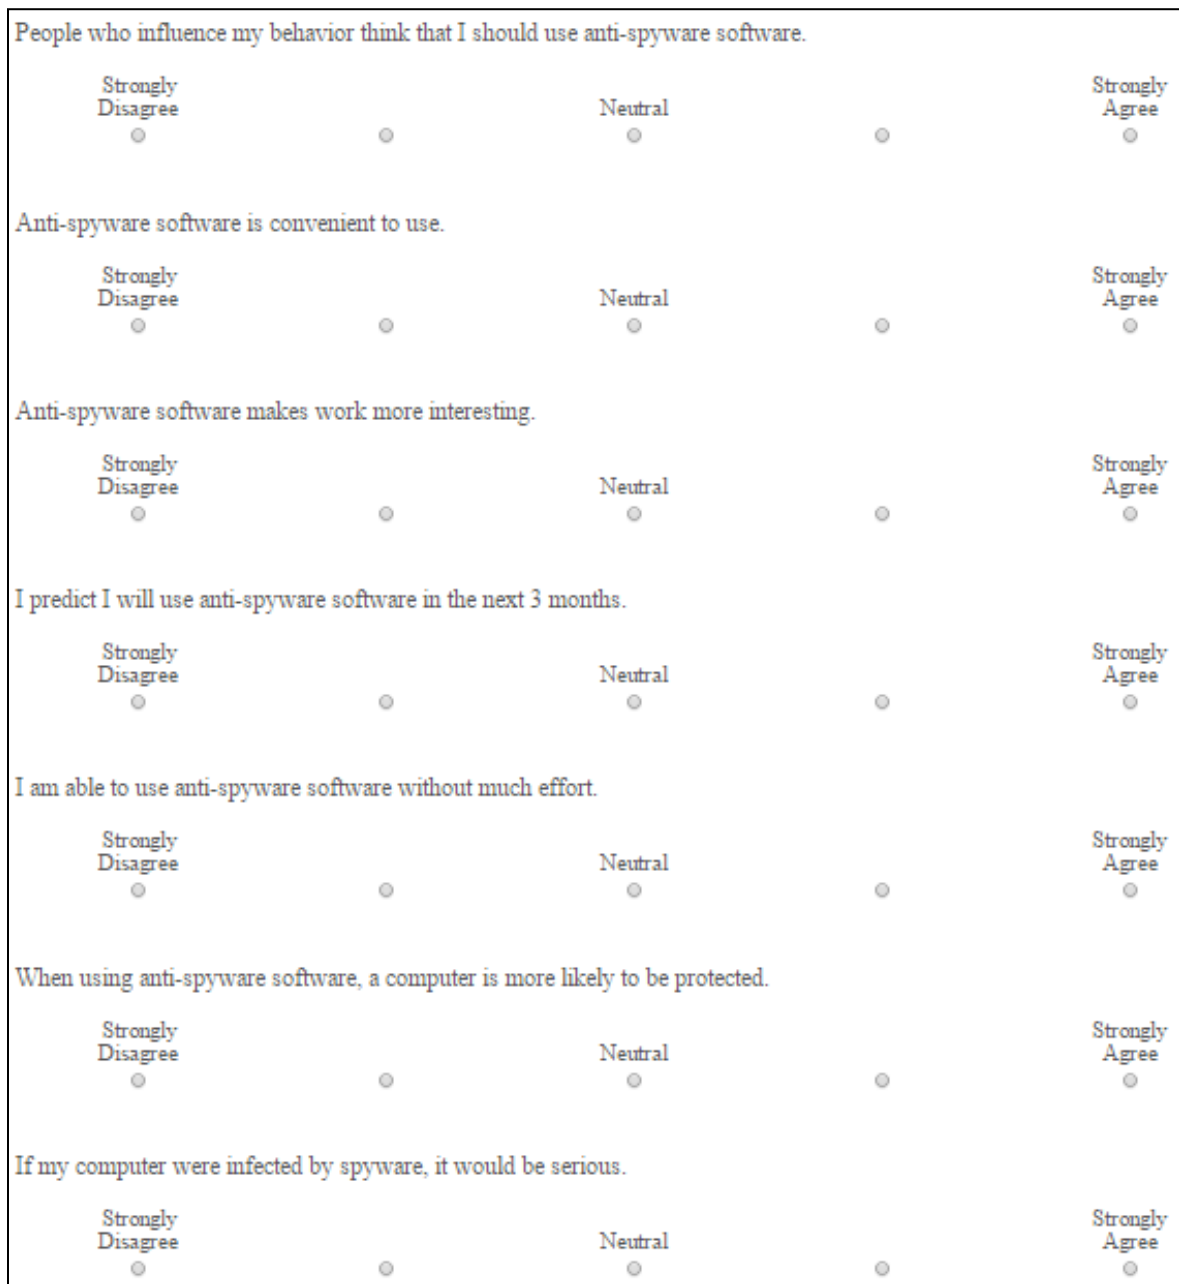 People who influence my behavior think that I should use anti-spyware software.
Strongly Strongly
Disagree Neutral Agree
Anti-spyware software is convenient to use.
Strongly Strongly
Disagree Neutral Agree
Anti-spyware software makes work more interesting.
Strongly Strongly
Disagree Neutral Agree
I predict I will use anti-spyware software in the next 3 months.
Strongly Strongly
Disagree Neutral Agree
I am able to use anti-spyware software without much effort.
Strongly Strongly
Disagree Neutral Agree
When using anti-spyware software, a computer is more likely to be protected.
Strongly Strongly
Disagree Neutral Agree
If my computer were infected by spyware, it would be serious.
Strongly Strongly
Disagree Neutral Agree